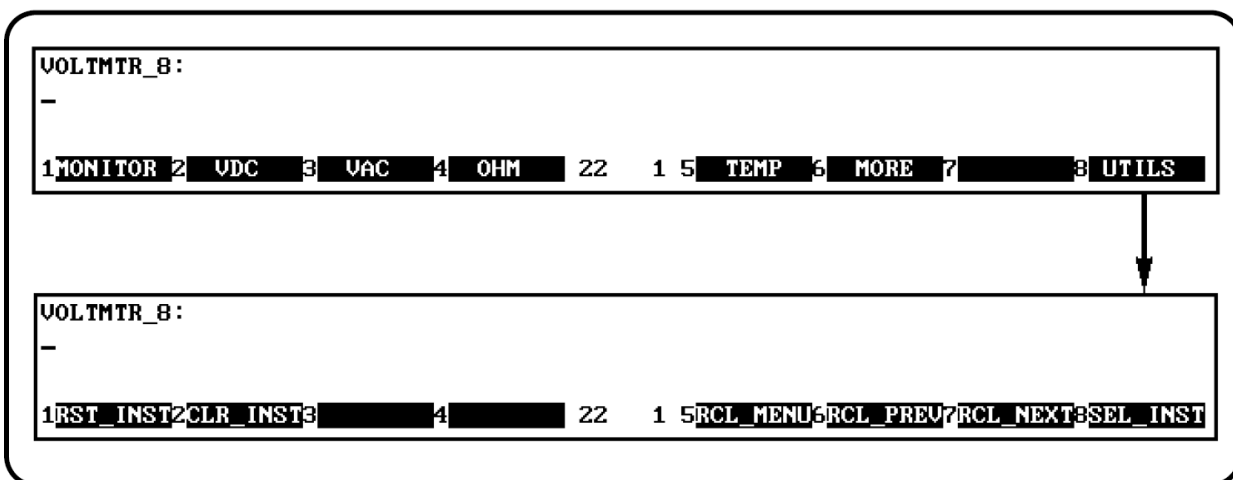 VOLTMTR_8:
_
1MONITOR 2 VDC 3 VAC 4 OHM 22 1 5 TEMP 6 MORE 7 8 UTILS
VOLTMTR_8:
_
1RST_INST2CLR_INST3 4 22 1 5RCL_MENU6RCL_PREV7RCL_NEXT8SEL_INST